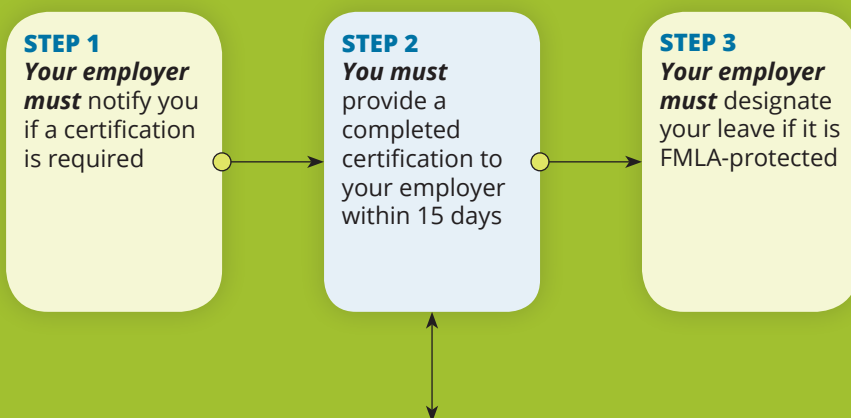 STEP 1
Your employer
must notify you
if a certification
is required
STEP 2
You must
provide a
completed
certification to
your employer
within 15 days
STEP 3
Your employer
must designate
your leave if it is
FMLA-protected